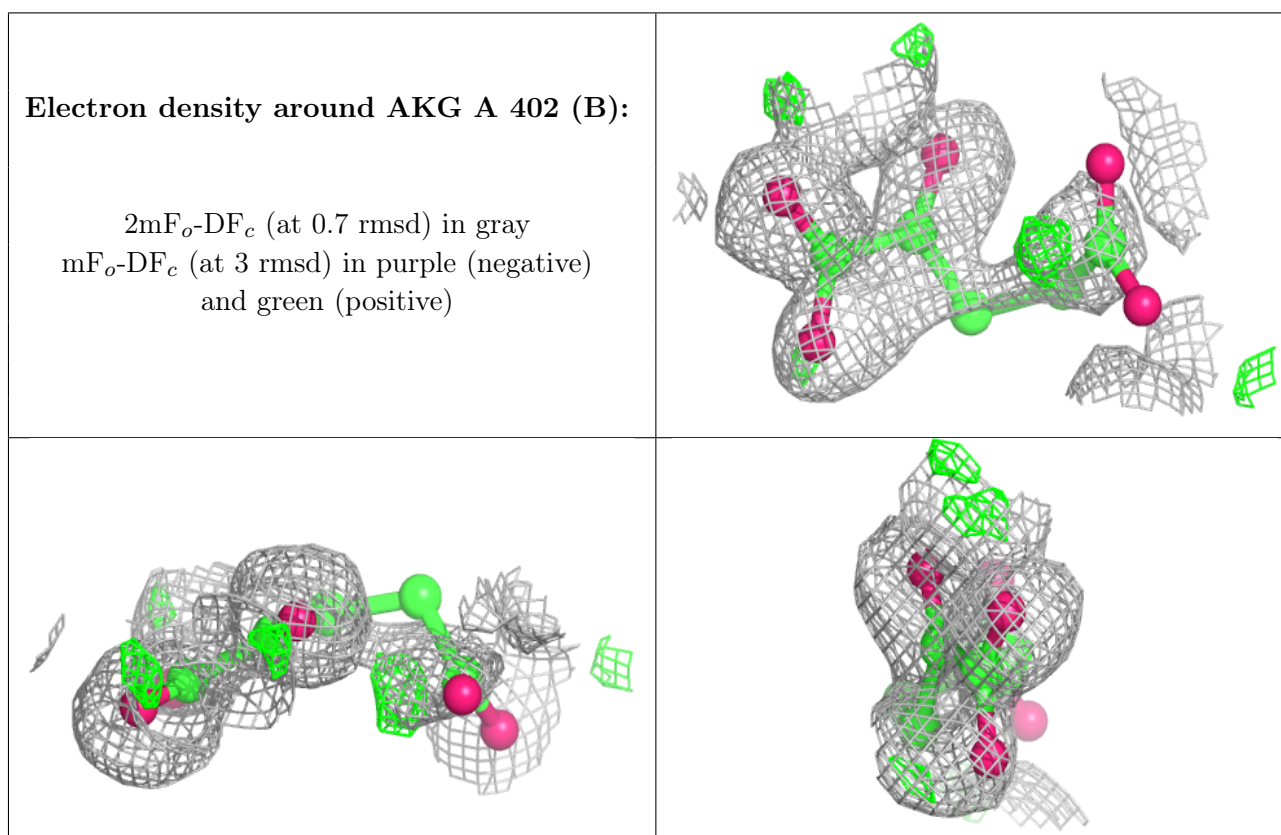 Electron density around AKG A 402 (B):
2mFo-DFc (at 0.7 rmsd) in gray
mFo-DFc (at 3 rmsd) in purple (negative)
and green (positive)